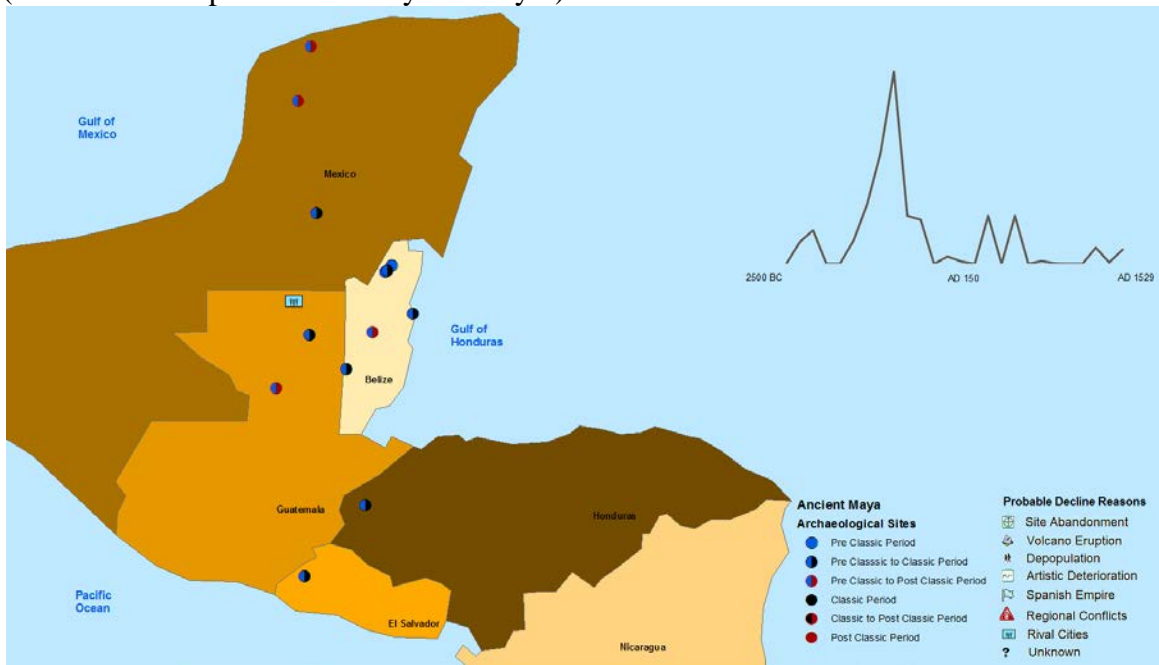 Gulf of
Mexico
Mexico
Gulf of
Honduras
Belize
Guatemala
Honduras
El Salvador
Nicaragua
Pacific
Ocean
2500 BC
AD 150
AD 1529
Ancient Maya
Archaeological Sites
Pre Classic Period
Pre Classsic to Classic Period
Pre Classic to Post Classic Period
Classic Period
Classic to Post Classic Period
Post Classic Period
Probable Decline Reasons
Site Abandonment
Volcano Eruption
Depopulation
Artistic Deterioration
Spanish Empire
Regional Conflicts
Rival Cities
? Unknown